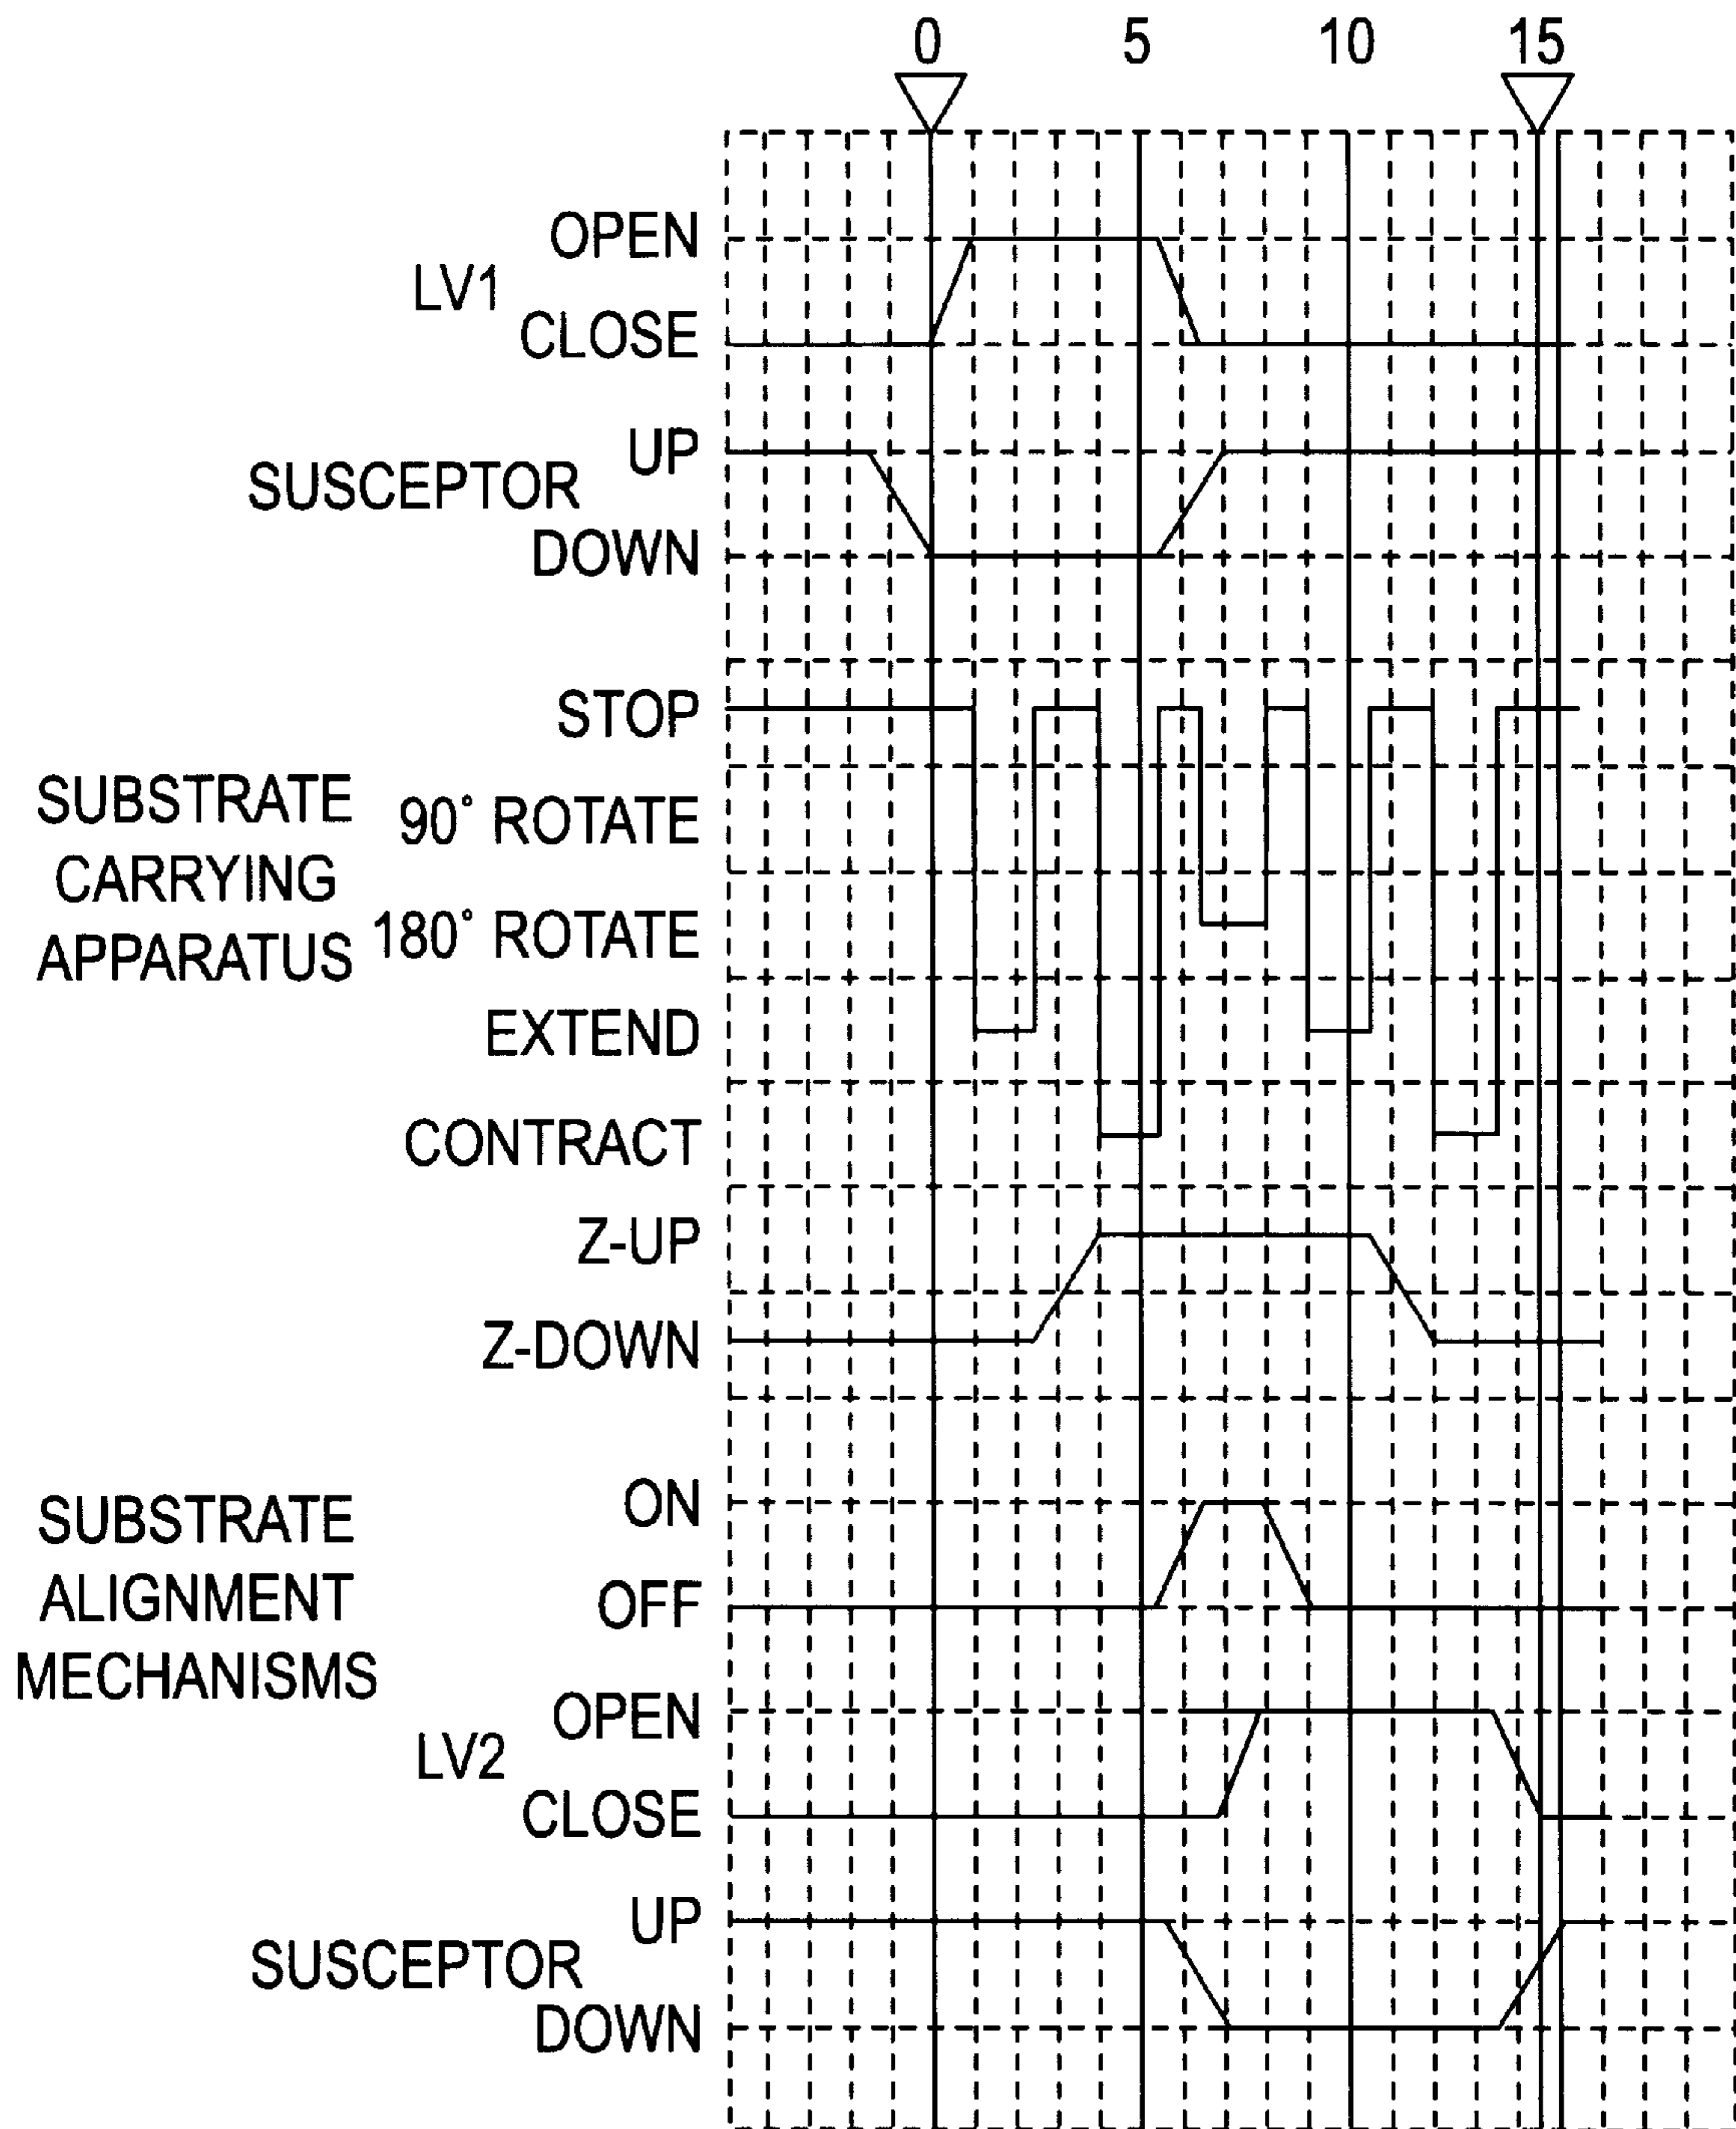 0 5 10 15
OPEN
LV1
CLOSE
UP
SUSCEPTOR
DOWN
STOP
SUBSTRATE
CARRYING
APPARATUS
90° ROTATE
180° ROTATE
EXTEND
CONTRACT
Z-UP
Z-DOWN
SUBSTRATE
ALIGNMENT
MECHANISMS
ON
OFF
OPEN
LV2
CLOSE
UP
SUSCEPTOR
DOWN